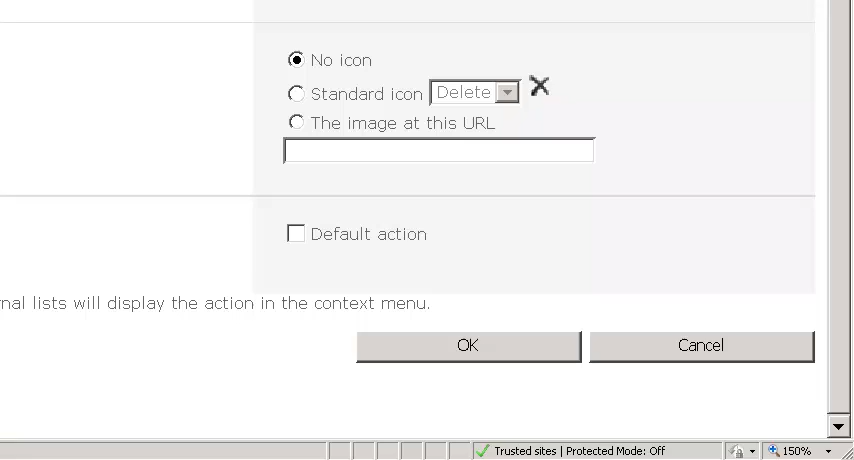 No icon
Standard icon Delete
The image at this URL
Default action
lists will display the action in the context menu.
OK Cancel
Trusted sites | Protected Mode: Off 150%